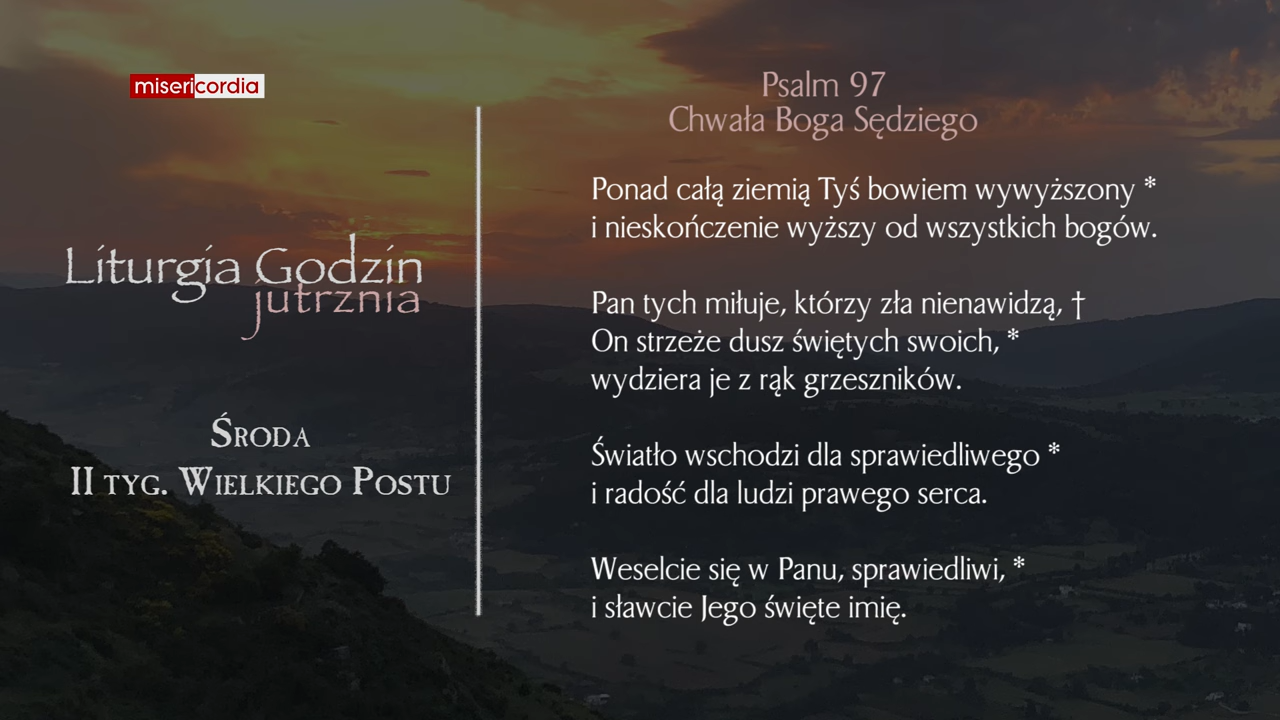 misericordia
Liturgia Godzin
jutrznia
Środa
II tyg. Wielkiego Postu
Psalm 97
Chwała Boga Sędziego
Ponad całą ziemią Tyś bowiem wywyższony *
i nieskończenie wyższy od wszystkich bogów.
Pan tych miłuje, którzy zła nienawidzą, †
On strzeże dusz świętych swoich, *
wydziera je z rąk grzeszników.
Światło wschodzi dla sprawiedliwego *
i radość dla ludzi prawego serca.
Weselcie się w Panu, sprawiedliwi, *
i sławcie Jego święte imię.